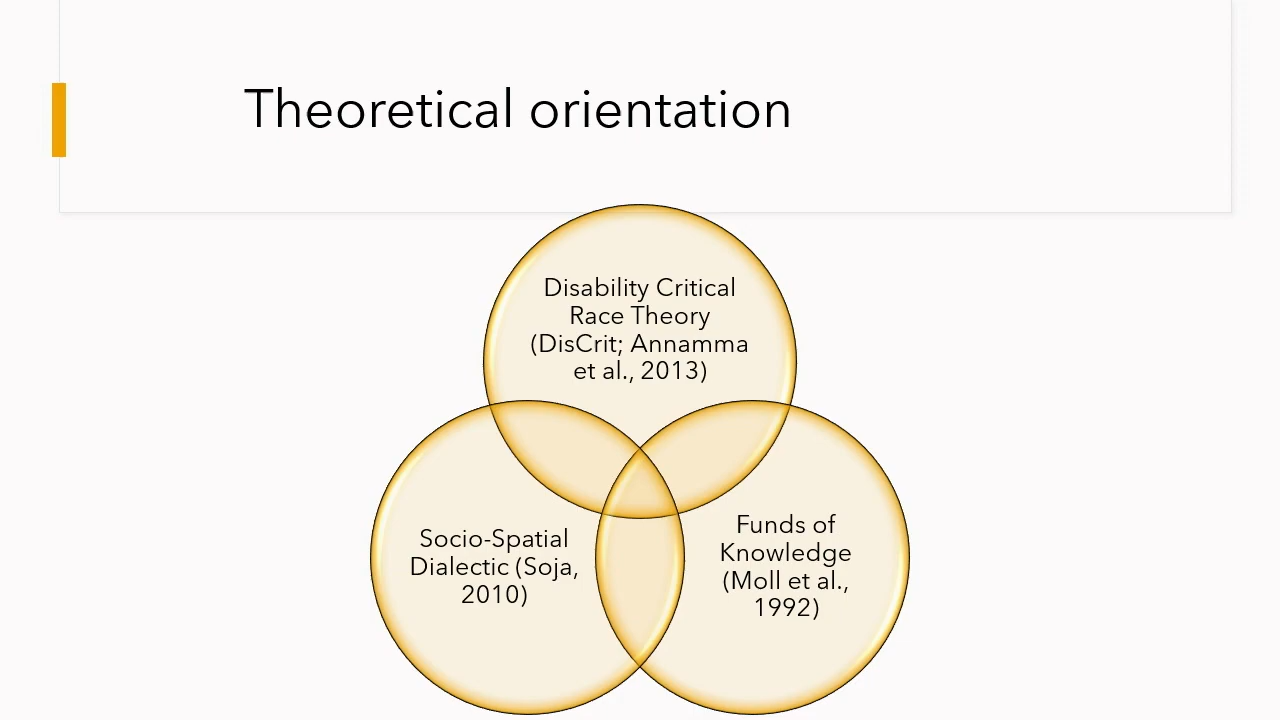 Theoretical orientation
Disability Critical
Race Theory
(DisCrit; Annamma
et al., 2013)
Socio-Spatial
Dialectic (Soja,
2010)
Funds of
Knowledge
(Moll et al.,
1992)